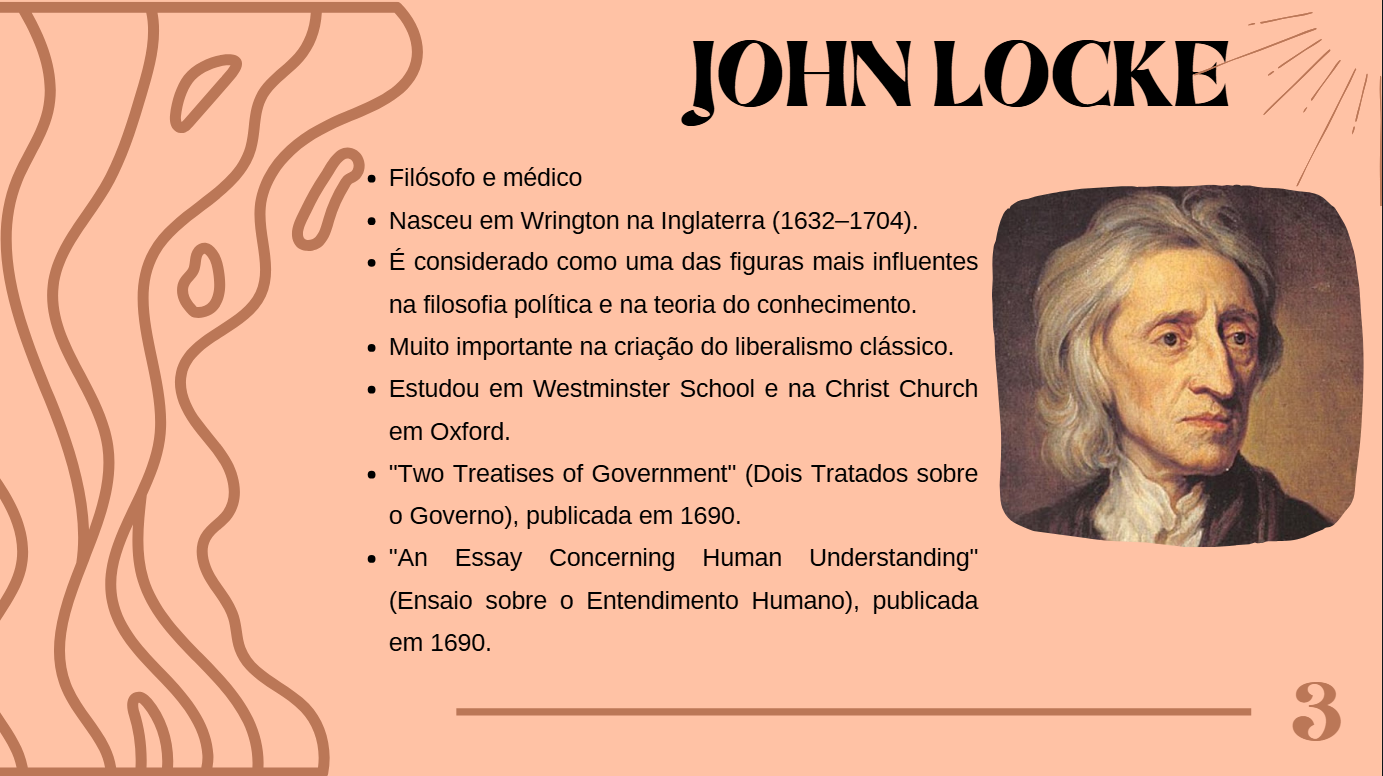 JOHN LOCKE
• Filósofo e médico
• Nasceu em Wrington na Inglaterra (1632–1704).
• É considerado como uma das figuras mais influentes
na filosofia política e na teoria do conhecimento.
• Muito importante na criação do liberalismo clássico.
• Estudou em Westminster School e na Christ Church
em Oxford.
• "Two Treatises of Government" (Dois Tratados sobre
o Governo), publicada em 1690.
• "An Essay Concerning Human Understanding"
(Ensaio sobre o Entendimento Humano), publicada
em 1690.
3